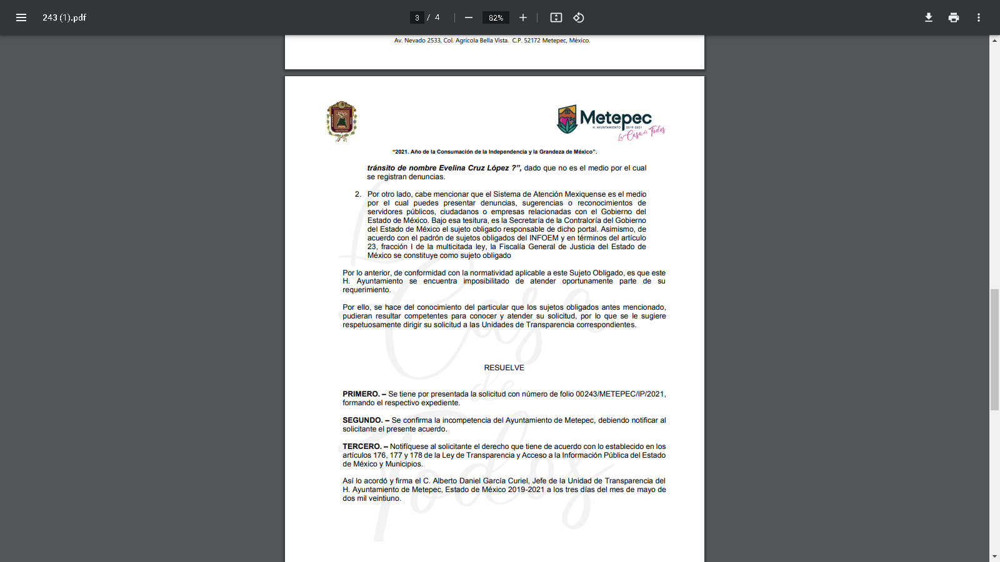 243 (1).pdf
3 / 4
82%
Av. Nevado 2533, Col. Agrícola Bella Vista. C.P. 52172 Metepec, México.
Metepec
H. AYUNTAMIENTO 2019-2021
La Casa de Todos
“2021. Año de la Consumación de la Independencia y la Grandeza de México”.
tránsito de nombre Evelina Cruz López ?”, dado que no es el medio por el cual
se registran denuncias.
2. Por otro lado, cabe mencionar que el Sistema de Atención Mexiquense es el medio
por el cual puedes presentar denuncias, sugerencias o reconocimientos de
servidores públicos, ciudadanos o empresas relacionadas con el Gobierno del
Estado de México. Bajo esa tesitura, es la Secretaría de la Contraloría del Gobierno
del Estado de México el sujeto obligado responsable de dicho portal. Asimismo, de
acuerdo con el padrón de sujetos obligados del INFOEM y en términos del artículo
23, fracción I de la multicitada ley, la Fiscalía General de Justicia del Estado de
México se constituye como sujeto obligado
Por lo anterior, de conformidad con la normatividad aplicable a este Sujeto Obligado, es que este
H. Ayuntamiento se encuentra imposibilitado de atender oportunamente parte de su
requerimiento.
Por ello, se hace del conocimiento del particular que los sujetos obligados antes mencionado,
pudieran resultar competentes para conocer y atender su solicitud, por lo que se le sugiere
respetuosamente dirigir su solicitud a las Unidades de Transparencia correspondientes.
RESUELVE
PRIMERO. – Se tiene por presentada la solicitud con número de folio 00243/METEPEC/IP/2021,
formando el respectivo expediente.
SEGUNDO. – Se confirma la incompetencia del Ayuntamiento de Metepec, debiendo notificar al
solicitante el presente acuerdo.
TERCERO. – Notifíquese al solicitante el derecho que tiene de acuerdo con lo establecido en los
artículos 176, 177 y 178 de la Ley de Transparencia y Acceso a la Información Pública del Estado
de México y Municipios.
Así lo acordó y firma el C. Alberto Daniel García Curiel, Jefe de la Unidad de Transparencia del
H. Ayuntamiento de Metepec, Estado de México 2019-2021 a los tres días del mes de mayo de
dos mil veintiuno.
La Casa de Todos